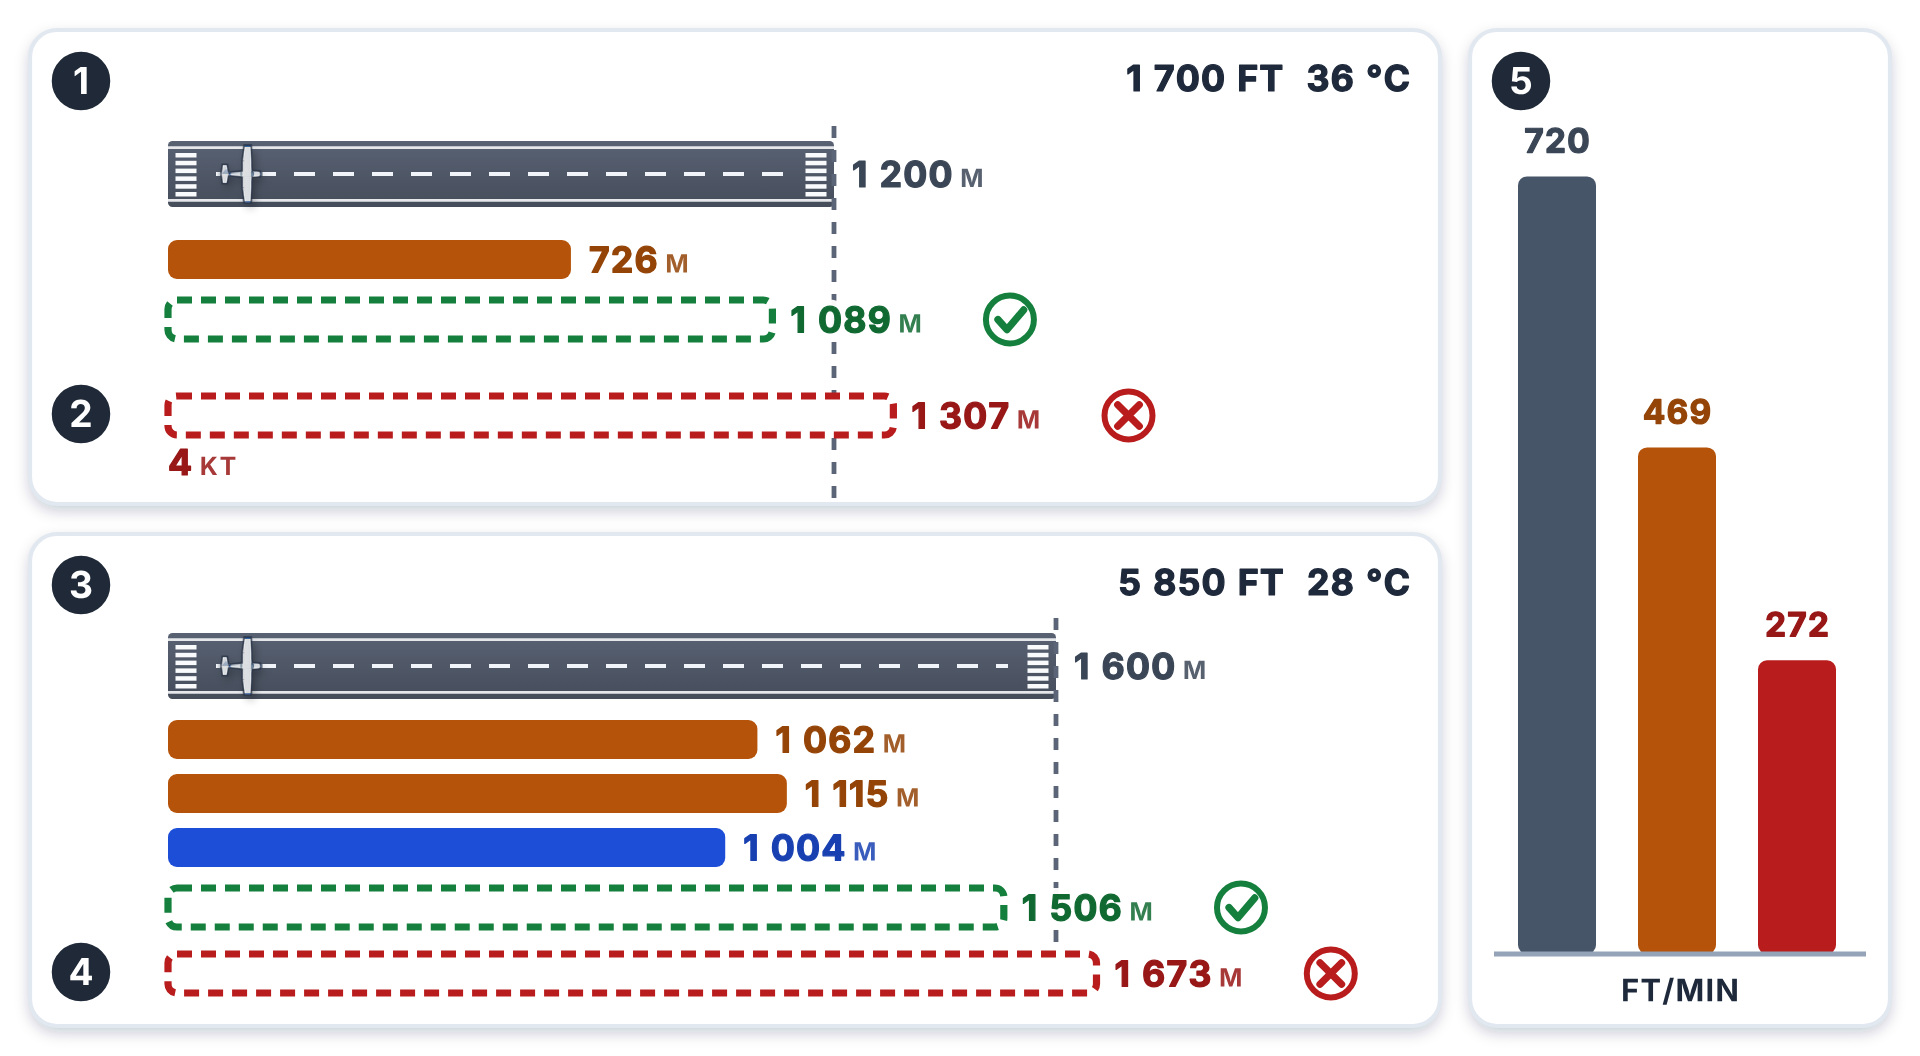 1
1 700 FT 36 °C
1 200 M
726 M
1 089 M
2
1 307 M
4 KT
3
5 850 FT 28 °C
1 600 M
1 062 M
1 115 M
1 004 M
1 506 M
4
1 673 M
5
720
469
272
FT/MIN